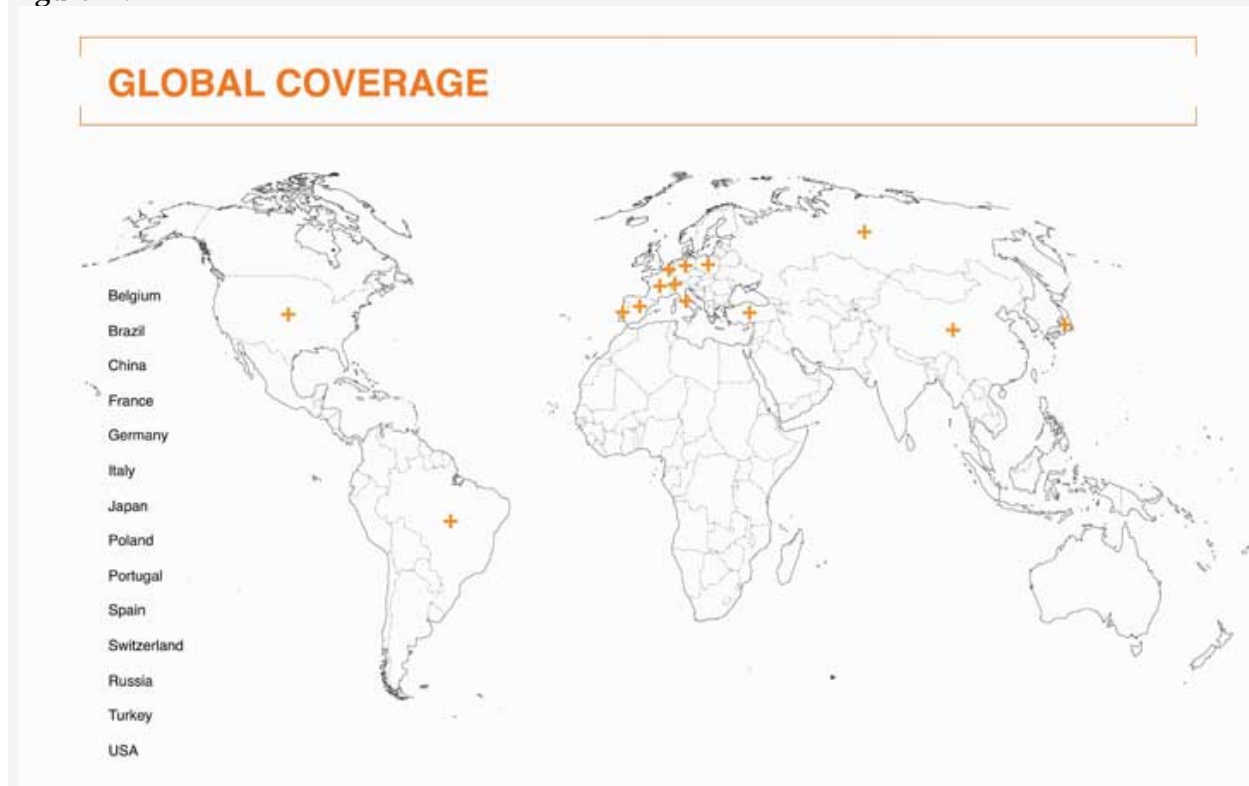 GLOBAL COVERAGE
Belgium
Brazil
China
France
Germany
Italy
Japan
Poland
Portugal
Spain
Switzerland
Russia
Turkey
USA